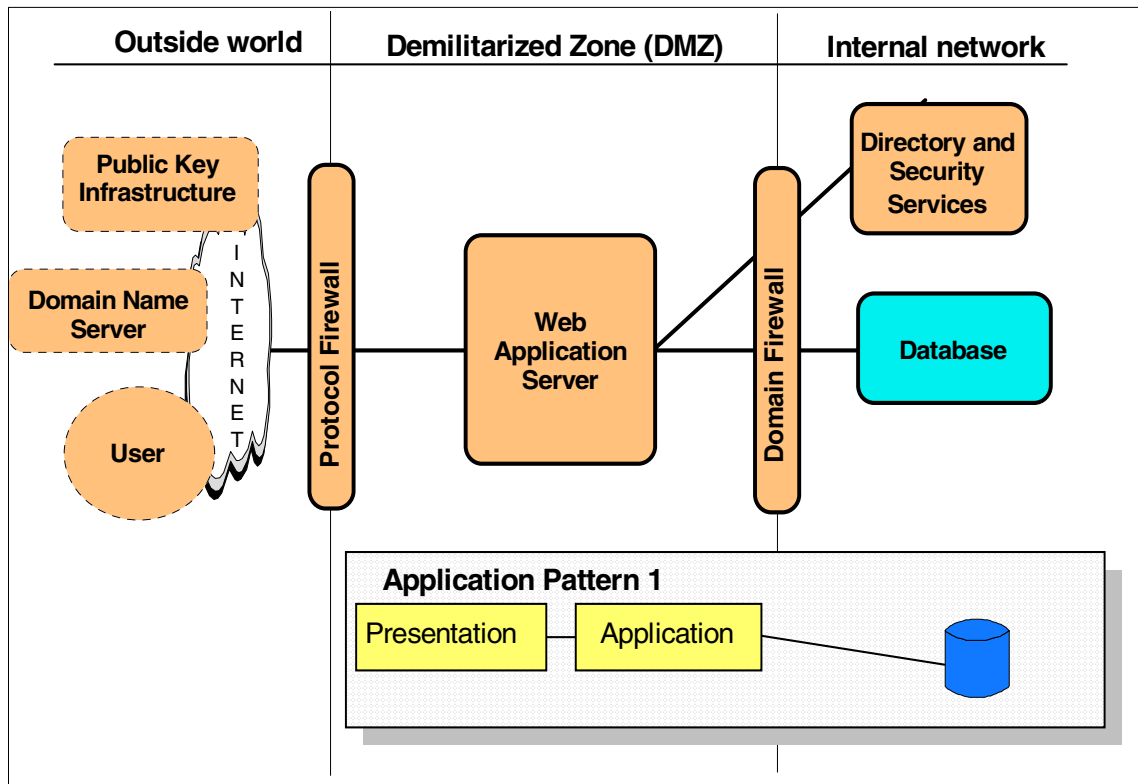 Outside world
Demilitarized Zone (DMZ)
Internal network
Public Key
Infrastructure
Domain Name
Server
User
INTERNET
Protocol Firewall
Web
Application
Server
Domain Firewall
Directory and
Security
Services
Database
Application Pattern 1
Presentation
Application